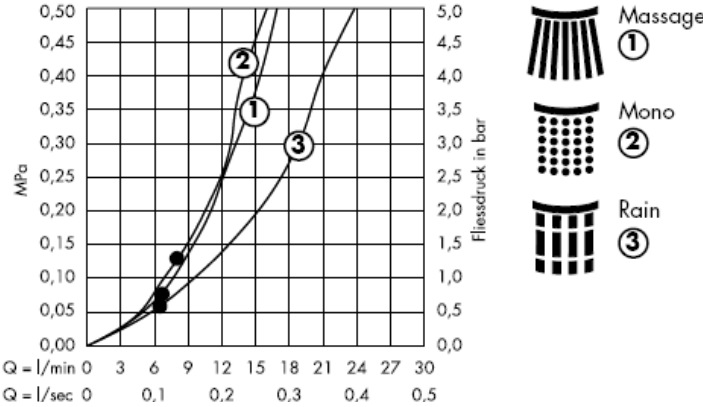 0,50 5,0 Massage
0,45 4,5 1
2
0,40 4,0
1
0,35 3,5 Mono
3
0,30 3,0 2
MPa
0,25 2,5
Fliessdruck in bar
0,20 2,0 Rain
0,15 1,5 3
0,10 1,0
0,05 0,5
0,00 0,0
Q = l/min 0 3 6 9 12 15 18 21 24 27 30
Q = l/sec 0 0,1 0,2 0,3 0,4 0,5